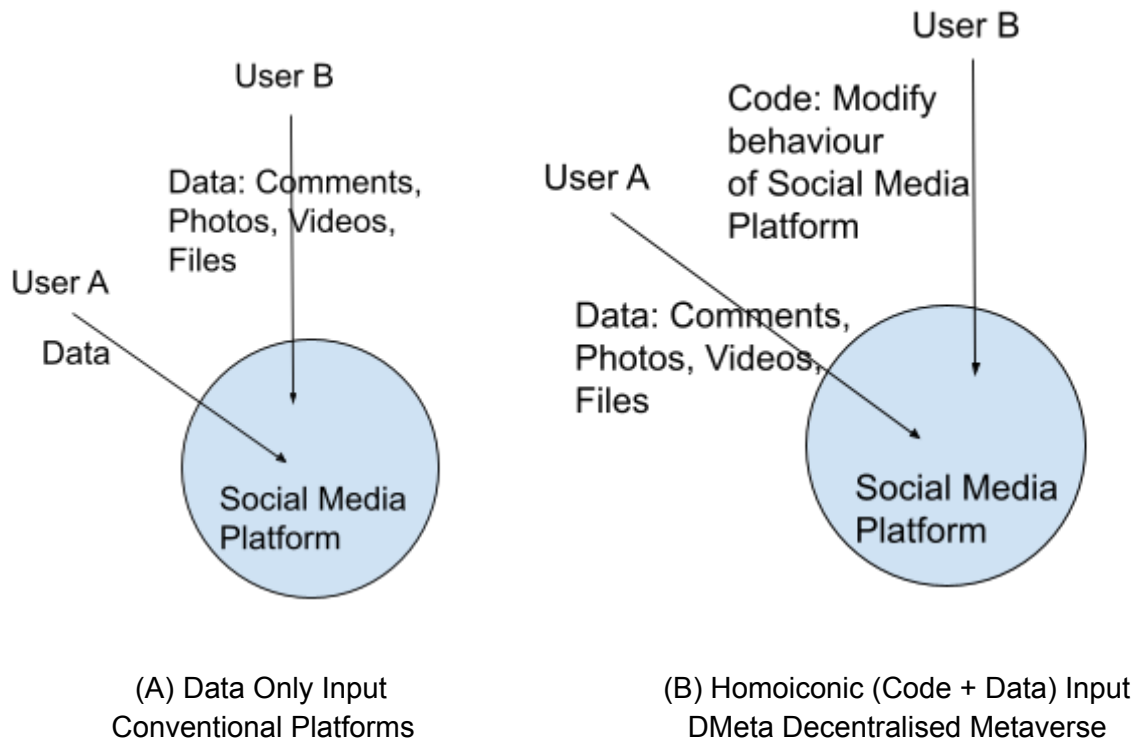 User B
Data: Comments,
Photos, Videos,
Files
User A
Data
Social Media
Platform
(A) Data Only Input
Conventional Platforms
User B
Code: Modify
behaviour
of Social Media
Platform
User A
Data: Comments,
Photos, Videos,
Files
Social Media
Platform
(B) Homoiconic (Code + Data) Input
DMeta Decentralised Metaverse